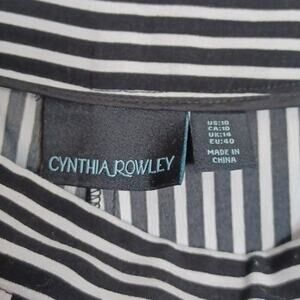 CYNTHIA ROWLEY
US:10
CA:10
UK:14
EU:40
MADE IN
CHINA